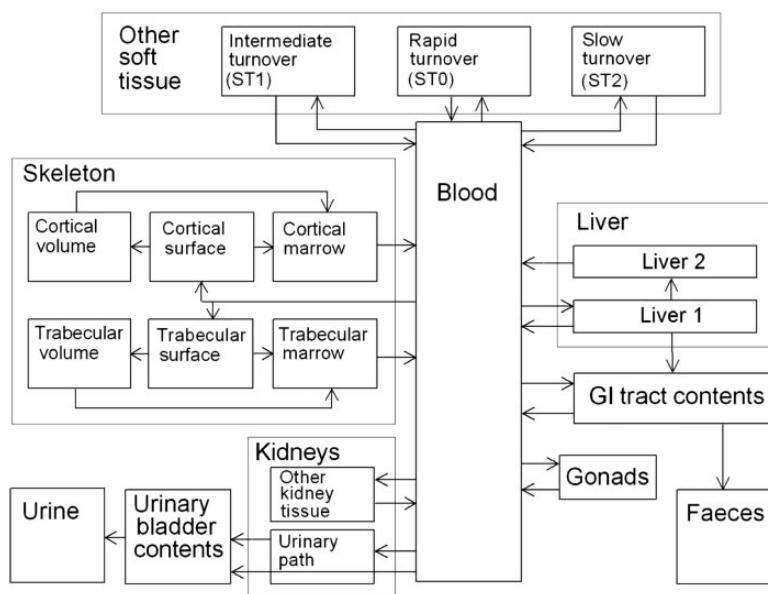 Other
soft
tissue
Intermediate
turnover
(ST1)
Rapid
turnover
(ST0)
Slow
turnover
(ST2)
Skeleton
Cortical
volume
Cortical
surface
Cortical
marrow
Trabecular
volume
Trabecular
surface
Trabecular
marrow
Blood
Liver
Liver 2
Liver 1
GI tract contents
Gonads
Faeces
Kidneys
Other
kidney
tissue
Urinary
path
Urinary
bladder
contents
Urine